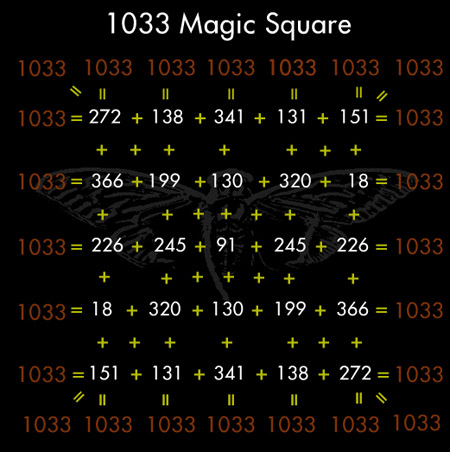 1033 Magic Square
1033 1033 1033 1033 1033 1033 1033
= = = = = = =
1033 = 272 + 138 + 341 + 131 + 151 = 1033
+ + + + + + +
1033 = 366 + 199 + 130 + 320 + 18 = 1033
+ + + + + + +
1033 = 226 + 245 + 91 + 245 + 226 = 1033
+ + + + + + +
1033 = 18 + 320 + 130 + 199 + 366 = 1033
+ + + + + + +
1033 = 151 + 131 + 341 + 138 + 272 = 1033
= = = = = = =
1033 1033 1033 1033 1033 1033 1033